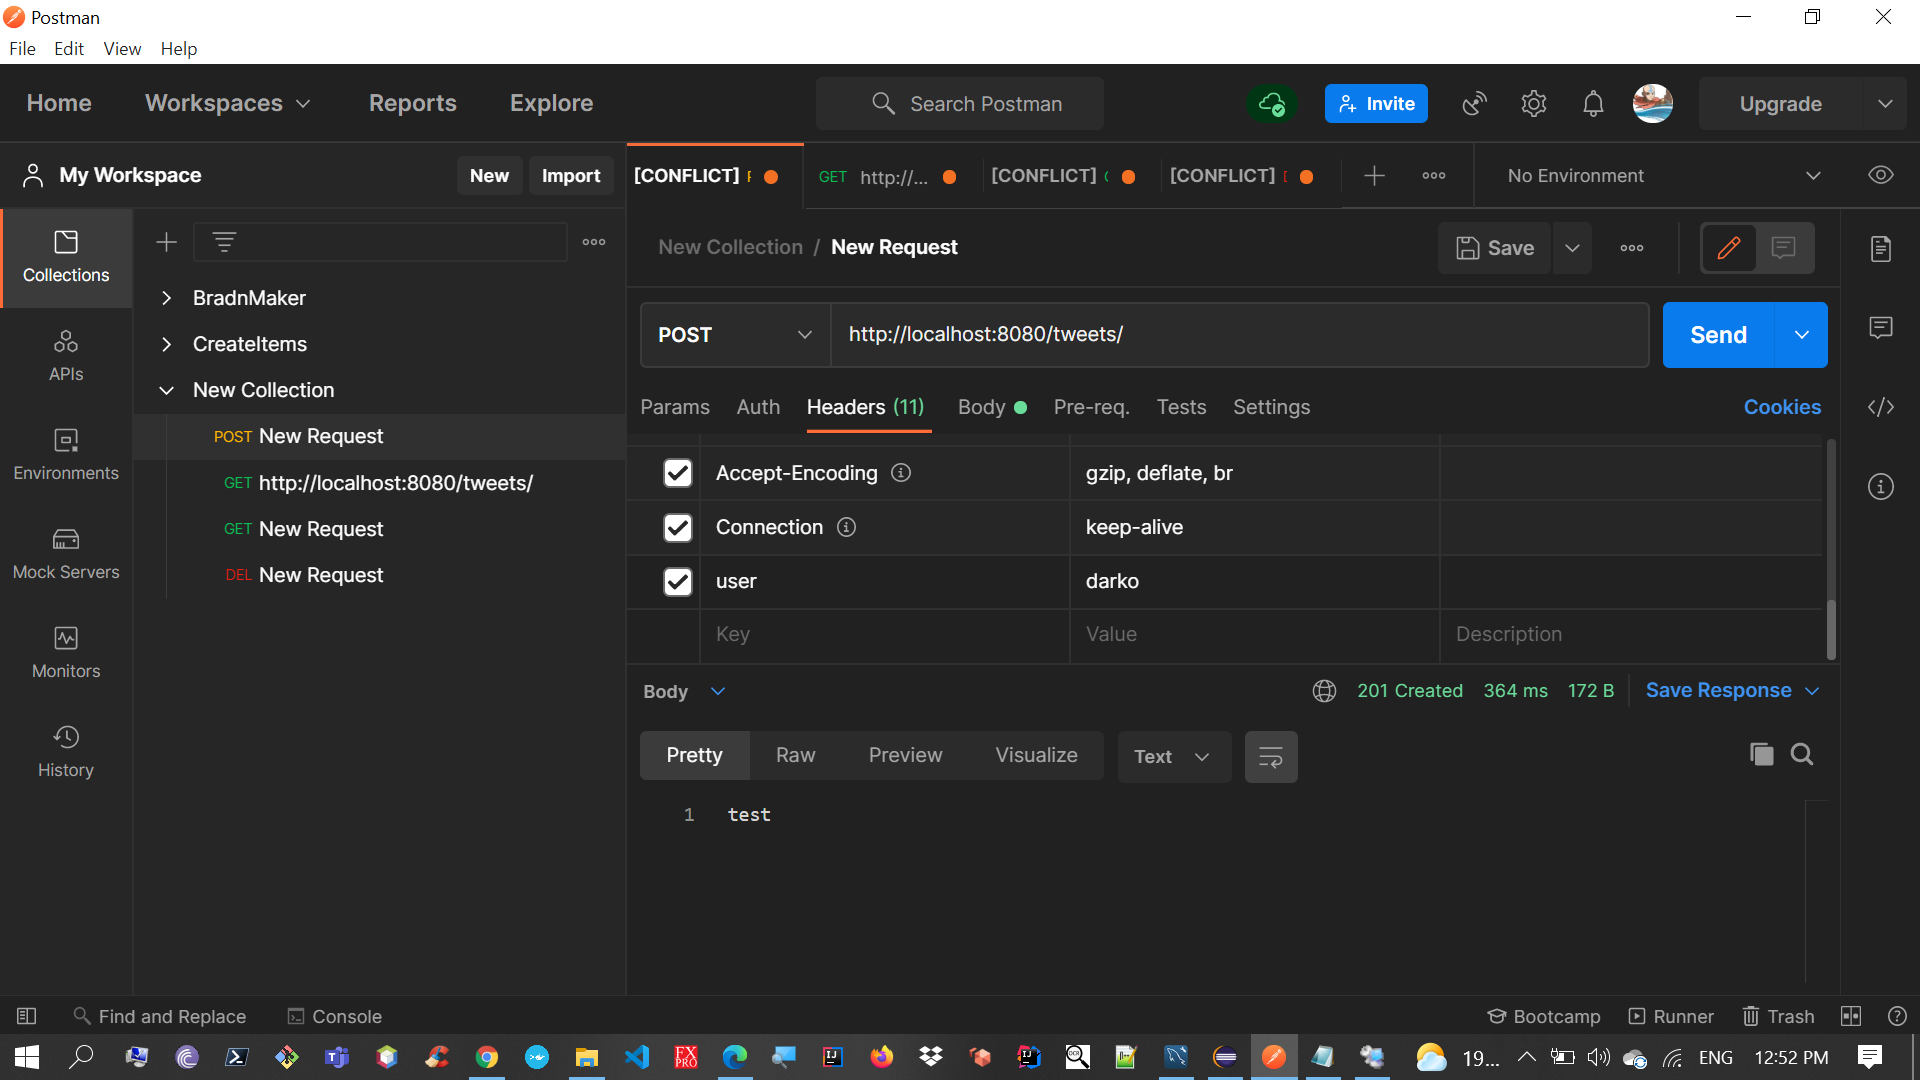 Postman
File Edit View Help
Home Workspaces Reports Explore Search Postman Invite Upgrade
My Workspace New Import [CONFLICT] GET http://... [CONFLICT] [CONFLICT] No Environment
New Collection / New Request Save
Collections
BradnMaker
CreateItems
New Collection
POST New Request
GET http://localhost:8080/tweets/
GET New Request
DEL New Request
APIs
Environments
Mock Servers
Monitors
History
POST http://localhost:8080/tweets/ Send
Params Auth Headers (11) Body Pre-req. Tests Settings Cookies
Accept-Encoding gzip, deflate, br
Connection keep-alive
user darko
Key Value Description
Body 201 Created 364 ms 172 B Save Response
Pretty Raw Preview Visualize Text
1 test
Find and Replace Console Bootcamp Runner Trash
19... ENG 12:52 PM